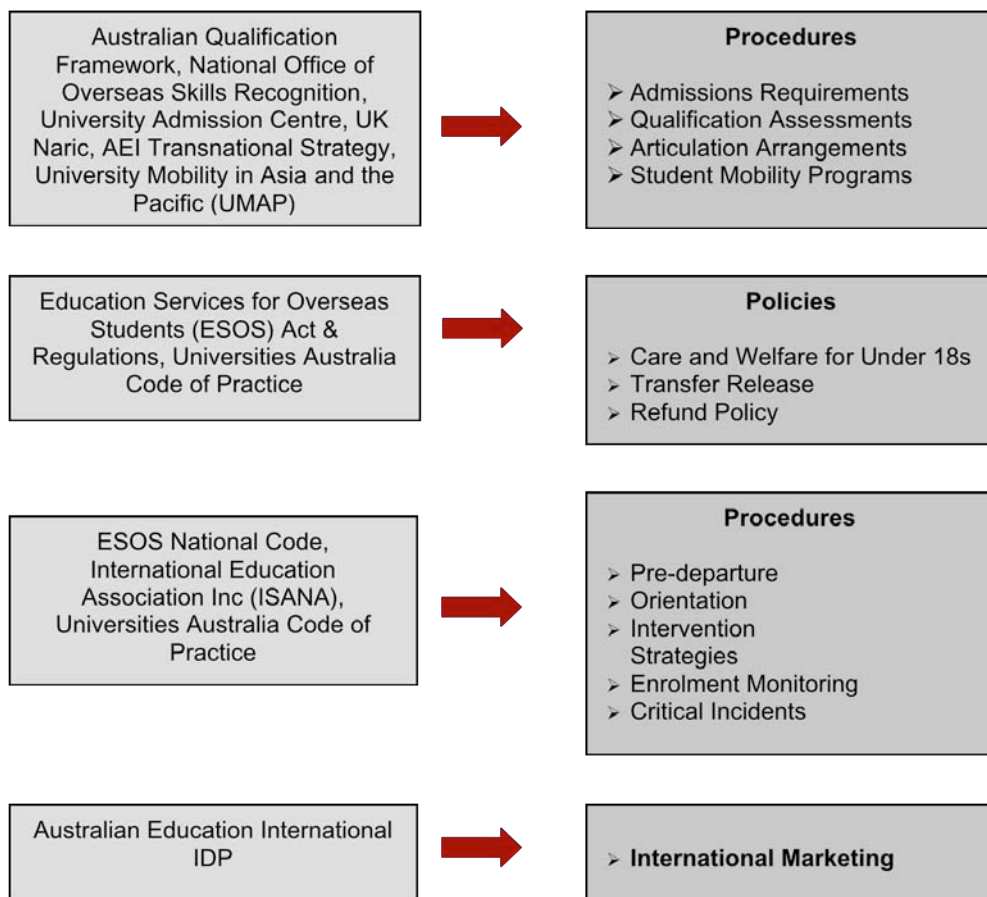 Australian Qualification
Framework, National Office of
Overseas Skills Recognition,
University Admission Centre, UK
Naric, AEI Transnational Strategy,
University Mobility in Asia and the
Pacific (UMAP)
Procedures
➢ Admissions Requirements
➢ Qualification Assessments
➢ Articulation Arrangements
➢ Student Mobility Programs
Education Services for Overseas
Students (ESOS) Act &
Regulations, Universities Australia
Code of Practice
Policies
➢ Care and Welfare for Under 18s
➢ Transfer Release
➢ Refund Policy
ESOS National Code,
International Education
Association Inc (ISANA),
Universities Australia Code of
Practice
Procedures
➢ Pre-departure
➢ Orientation
➢ Intervention
Strategies
➢ Enrolment Monitoring
➢ Critical Incidents
Australian Education International
IDP
➢ International Marketing